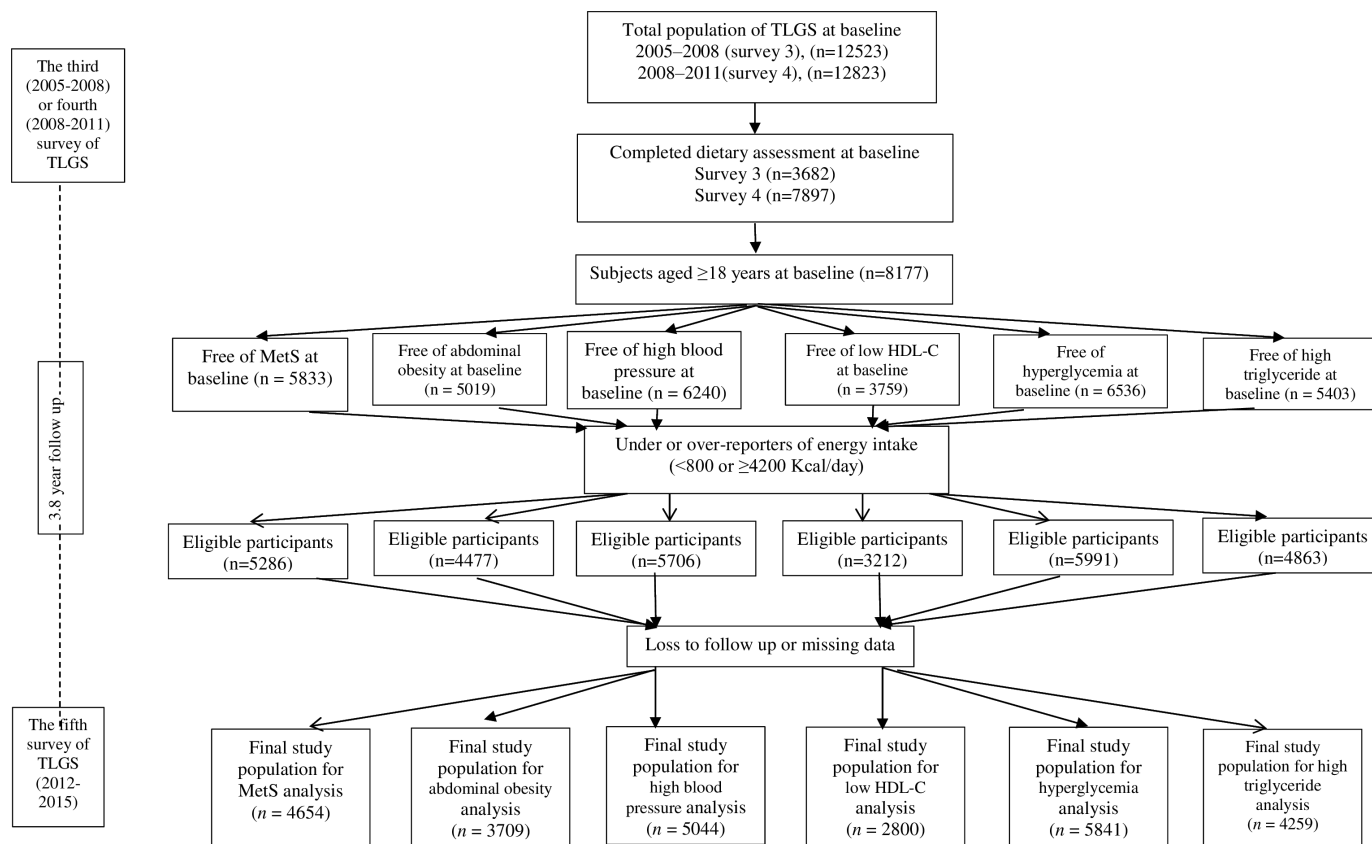 Total population of TLGS at baseline
2005–2008 (survey 3), (n=12523)
2008–2011(survey 4), (n=12823)
The third
(2005-2008)
or fourth
(2008-2011)
survey of
TLGS
Completed dietary assessment at baseline
Survey 3 (n=3682)
Survey 4 (n=7897)
Subjects aged ≥18 years at baseline (n=8177)
Free of MetS at
baseline (n = 5833)
Free of abdominal
obesity at baseline
(n = 5019)
Free of high blood
pressure at
baseline (n = 6240)
Free of low HDL-C
at baseline
(n = 3759)
Free of
hyperglycemia at
baseline (n = 6536)
Free of high
triglyceride at
baseline (n = 5403)
3.8 year follow up
Under or over-reporters of energy intake
(<800 or ≥4200 Kcal/day)
Eligible participants
(n=5286)
Eligible participants
(n=4477)
Eligible participants
(n=5706)
Eligible participants
(n=3212)
Eligible participants
(n=5991)
Eligible participants
(n=4863)
Loss to follow up or missing data
The fifth
survey of
TLGS
(2012-
2015)
Final study
population for
MetS analysis
(n = 4654)
Final study
population for
abdominal obesity
analysis
(n = 3709)
Final study
population for
high blood
pressure analysis
(n = 5044)
Final study
population for
low HDL-C
analysis
(n = 2800)
Final study
population for
hyperglycemia
analysis
(n = 5841)
Final study
population for high
triglyceride
analysis
(n = 4259)